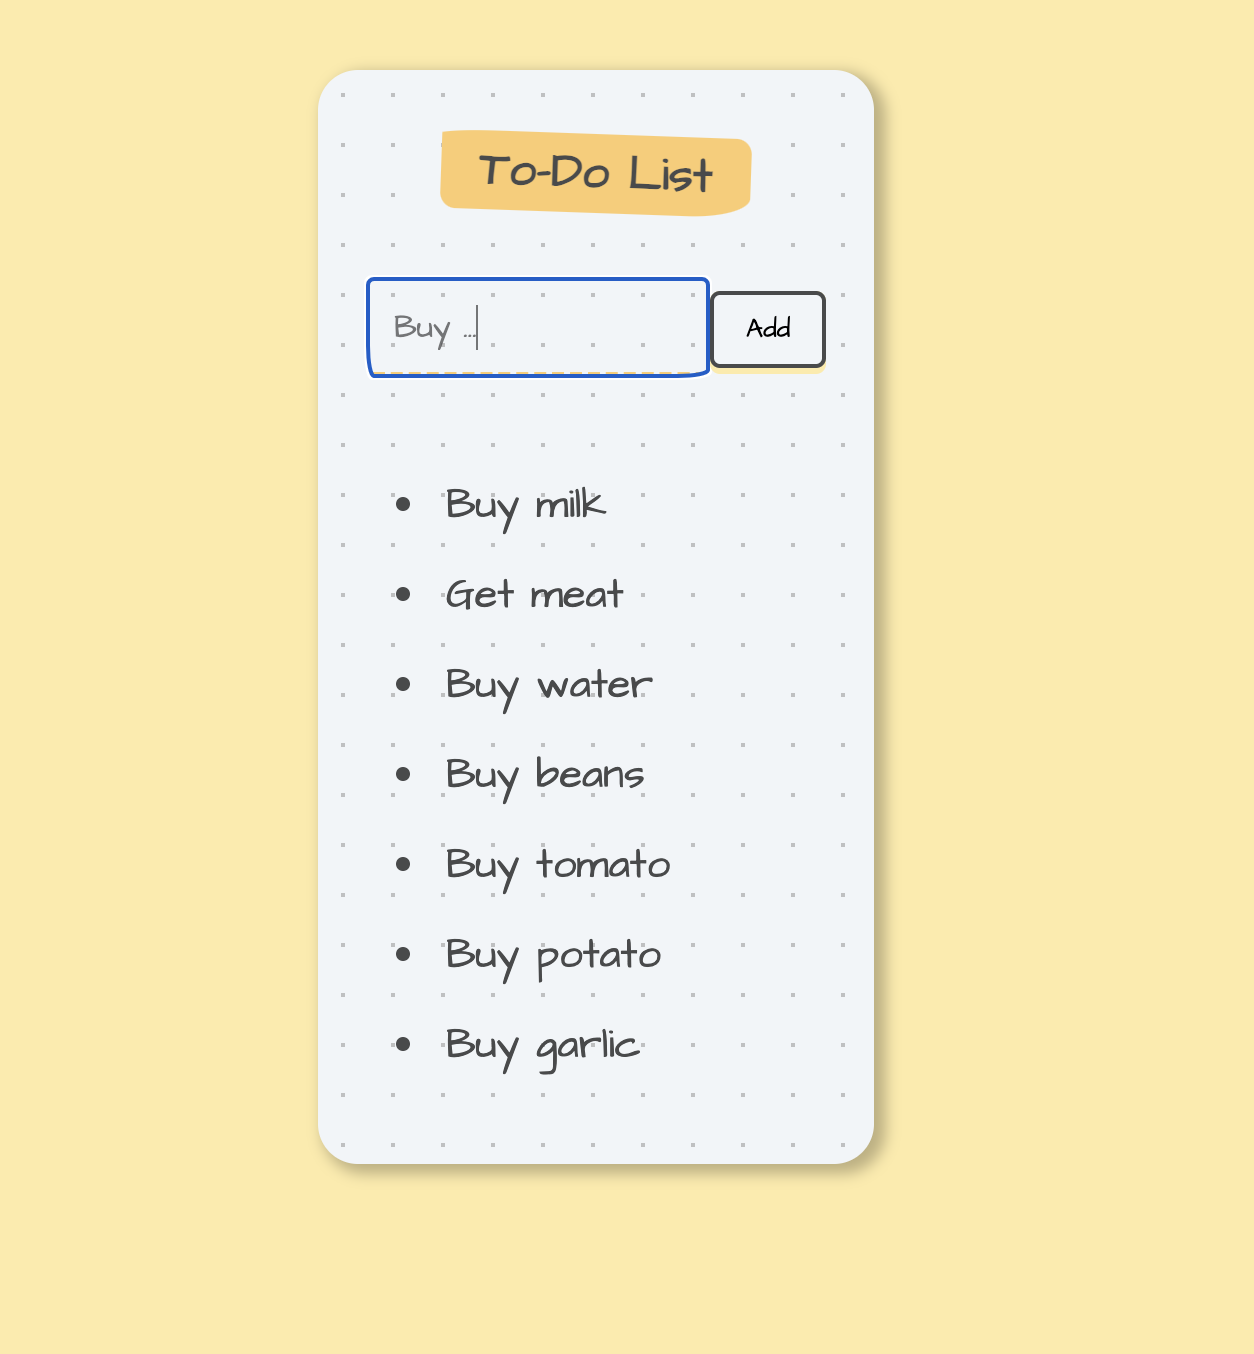 To-Do List
Buy ...
Add
Buy milk
Get meat
Buy water
Buy beans
Buy tomato
Buy potato
Buy garlic